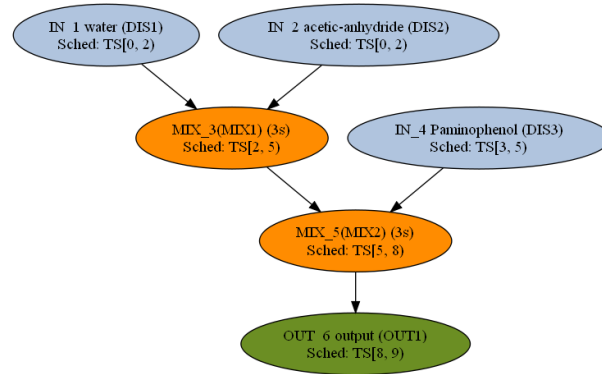 IN_1 water (DIS1)
Sched: TS[0, 2)
IN_2 acetic-anhydride (DIS2)
Sched: TS[0, 2)
MIX_3(MIX1) (3s)
Sched: TS[2, 5)
IN_4 Paminophenol (DIS3)
Sched: TS[3, 5)
MIX_5(MIX2) (3s)
Sched: TS[5, 8)
OUT_6 output (OUT1)
Sched: TS[8, 9)